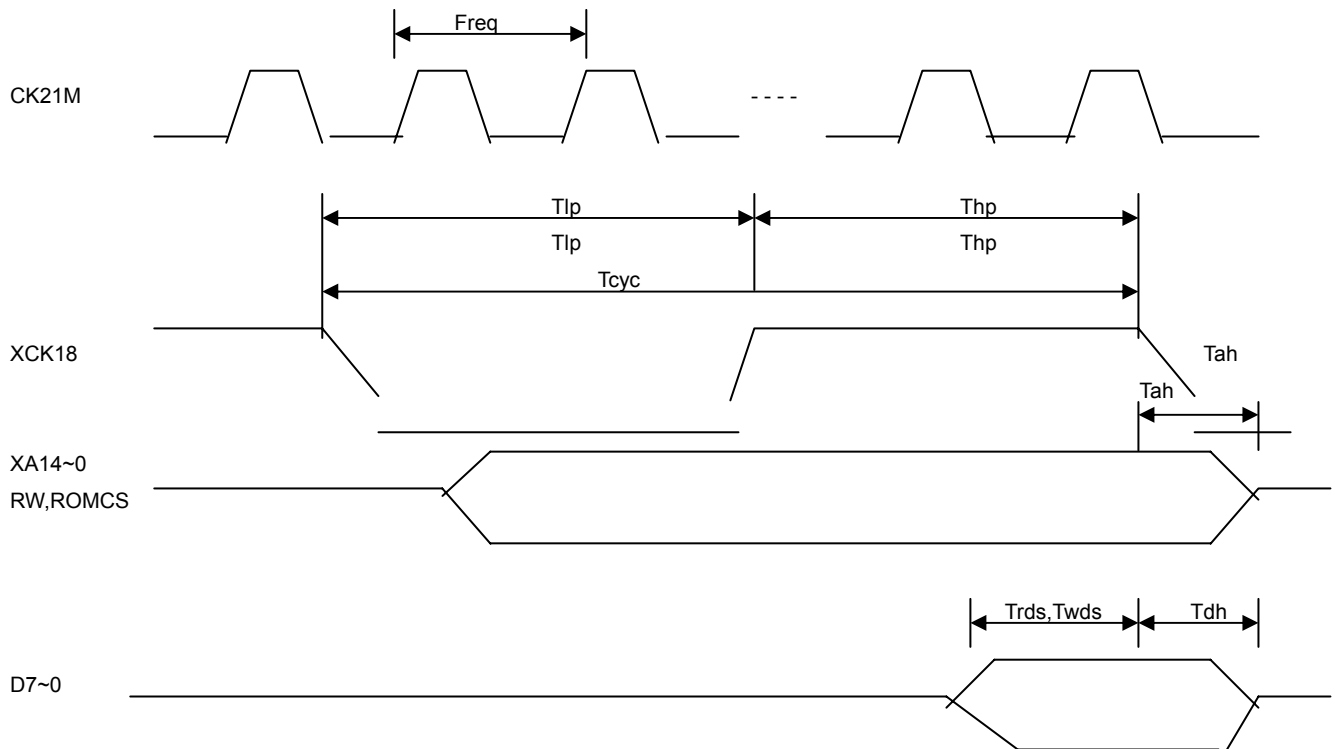 Freq
CK21M
Tlp Thp
Tlp Thp
Tcyc
XCK18
Tah
Tah
XA14~0
RW,ROMCS
Trds,Twds Tdh
D7~0